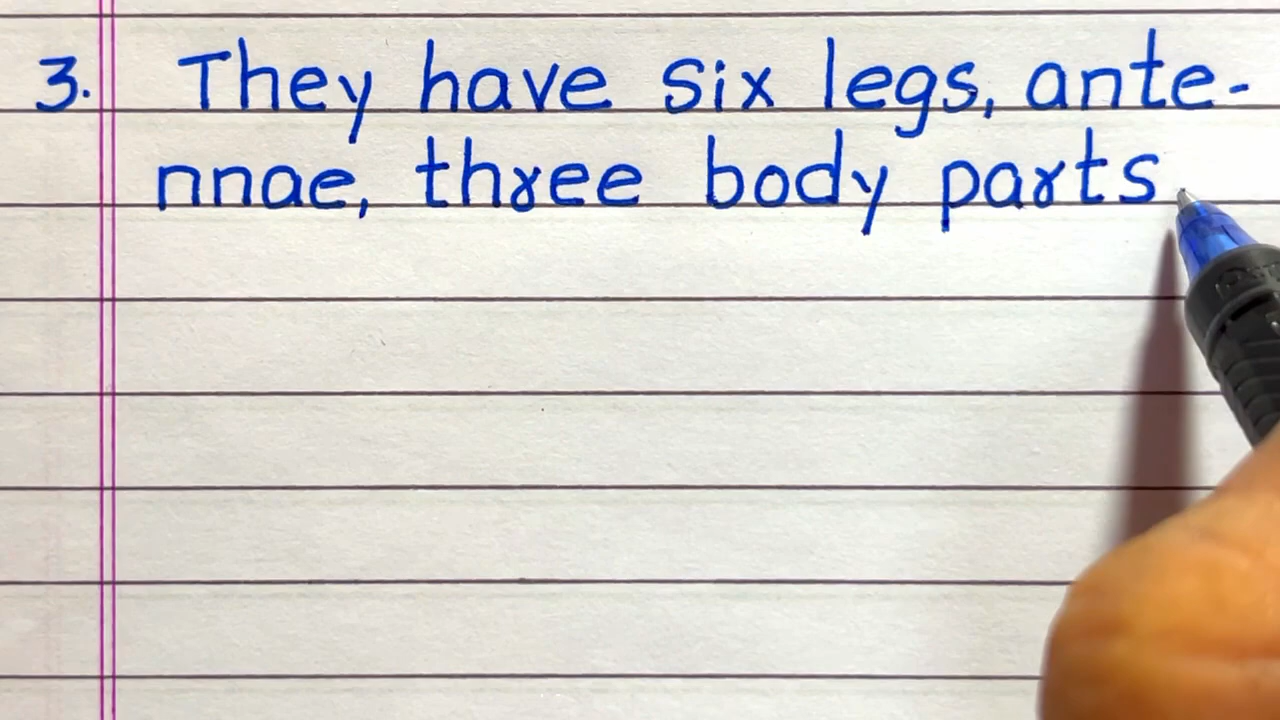 3. They have six legs, ante-
nnae, three body parts